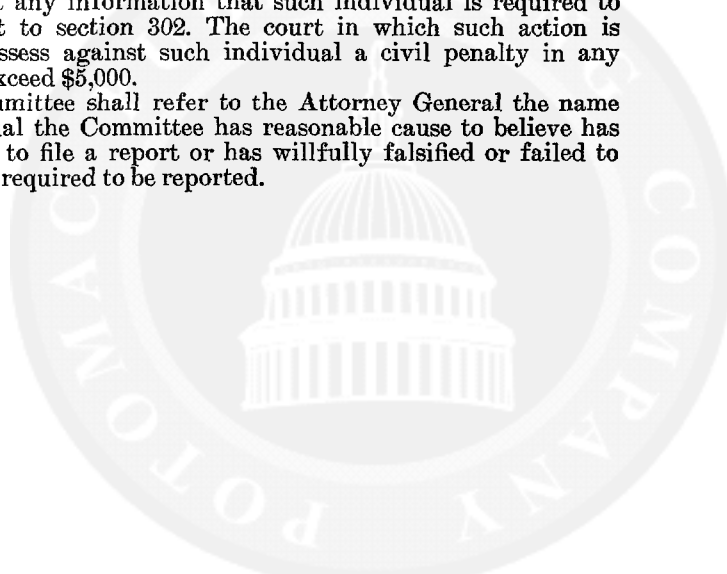 any information that such individual is required to
t to section 302. The court in which such action is
ssess against such individual a civil penalty in any
xceed $5,000.
mmittee shall refer to the Attorney General the name
al the Committee has reasonable cause to believe has
to file a report or has willfully falsified or failed to
required to be reported.
POTOMAC
COMPANY